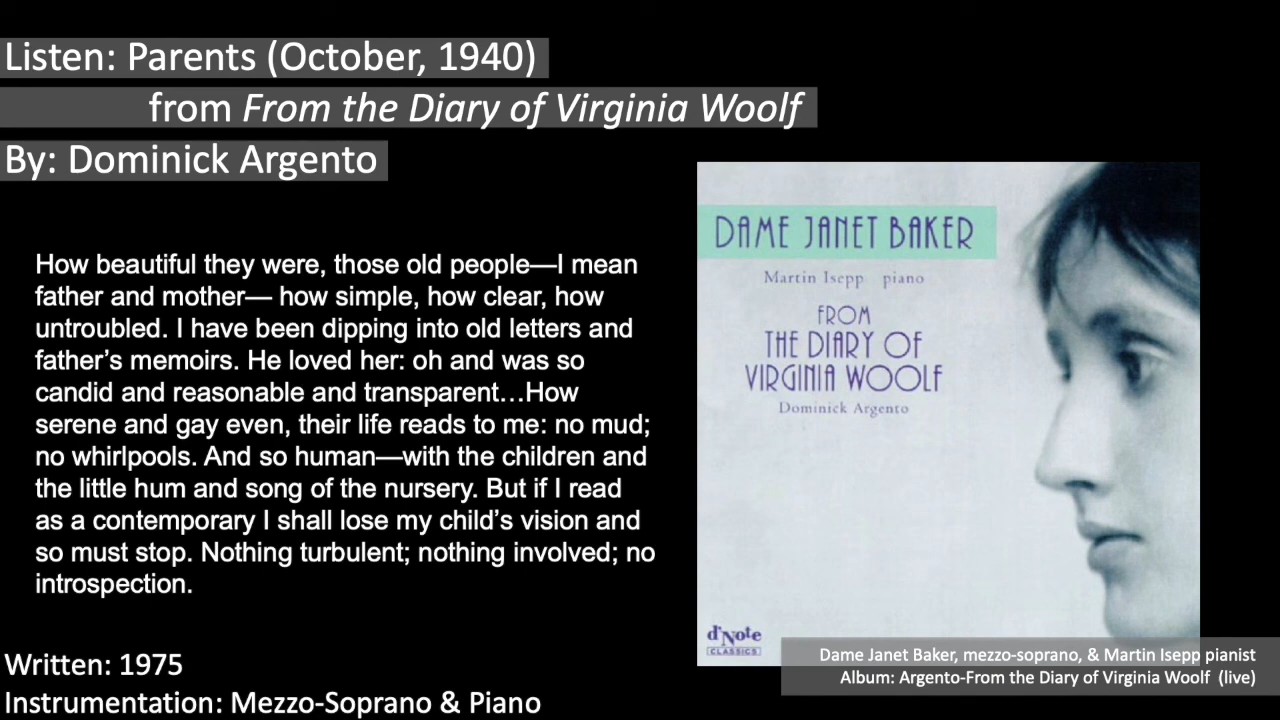 Listen: Parents (October, 1940)
from From the Diary of Virginia Woolf
By: Dominick Argento
How beautiful they were, those old people—I mean
father and mother— how simple, how clear, how
untroubled. I have been dipping into old letters and
father’s memoirs. He loved her: oh and was so
candid and reasonable and transparent…How
serene and gay even, their life reads to me: no mud;
no whirlpools. And so human—with the children and
the little hum and song of the nursery. But if I read
as a contemporary I shall lose my child’s vision and
so must stop. Nothing turbulent; nothing involved; no
introspection.
Written: 1975
Instrumentation: Mezzo-Soprano & Piano
DAME JANET BAKER
Martin Isepp piano
FROM
THE DIARY OF
VIRGINIA WOOLF
Dominick Argento
d'Note
CLASSICS
Dame Janet Baker, mezzo-soprano, & Martin Isepp pianist
Album: Argento-From the Diary of Virginia Woolf (live)